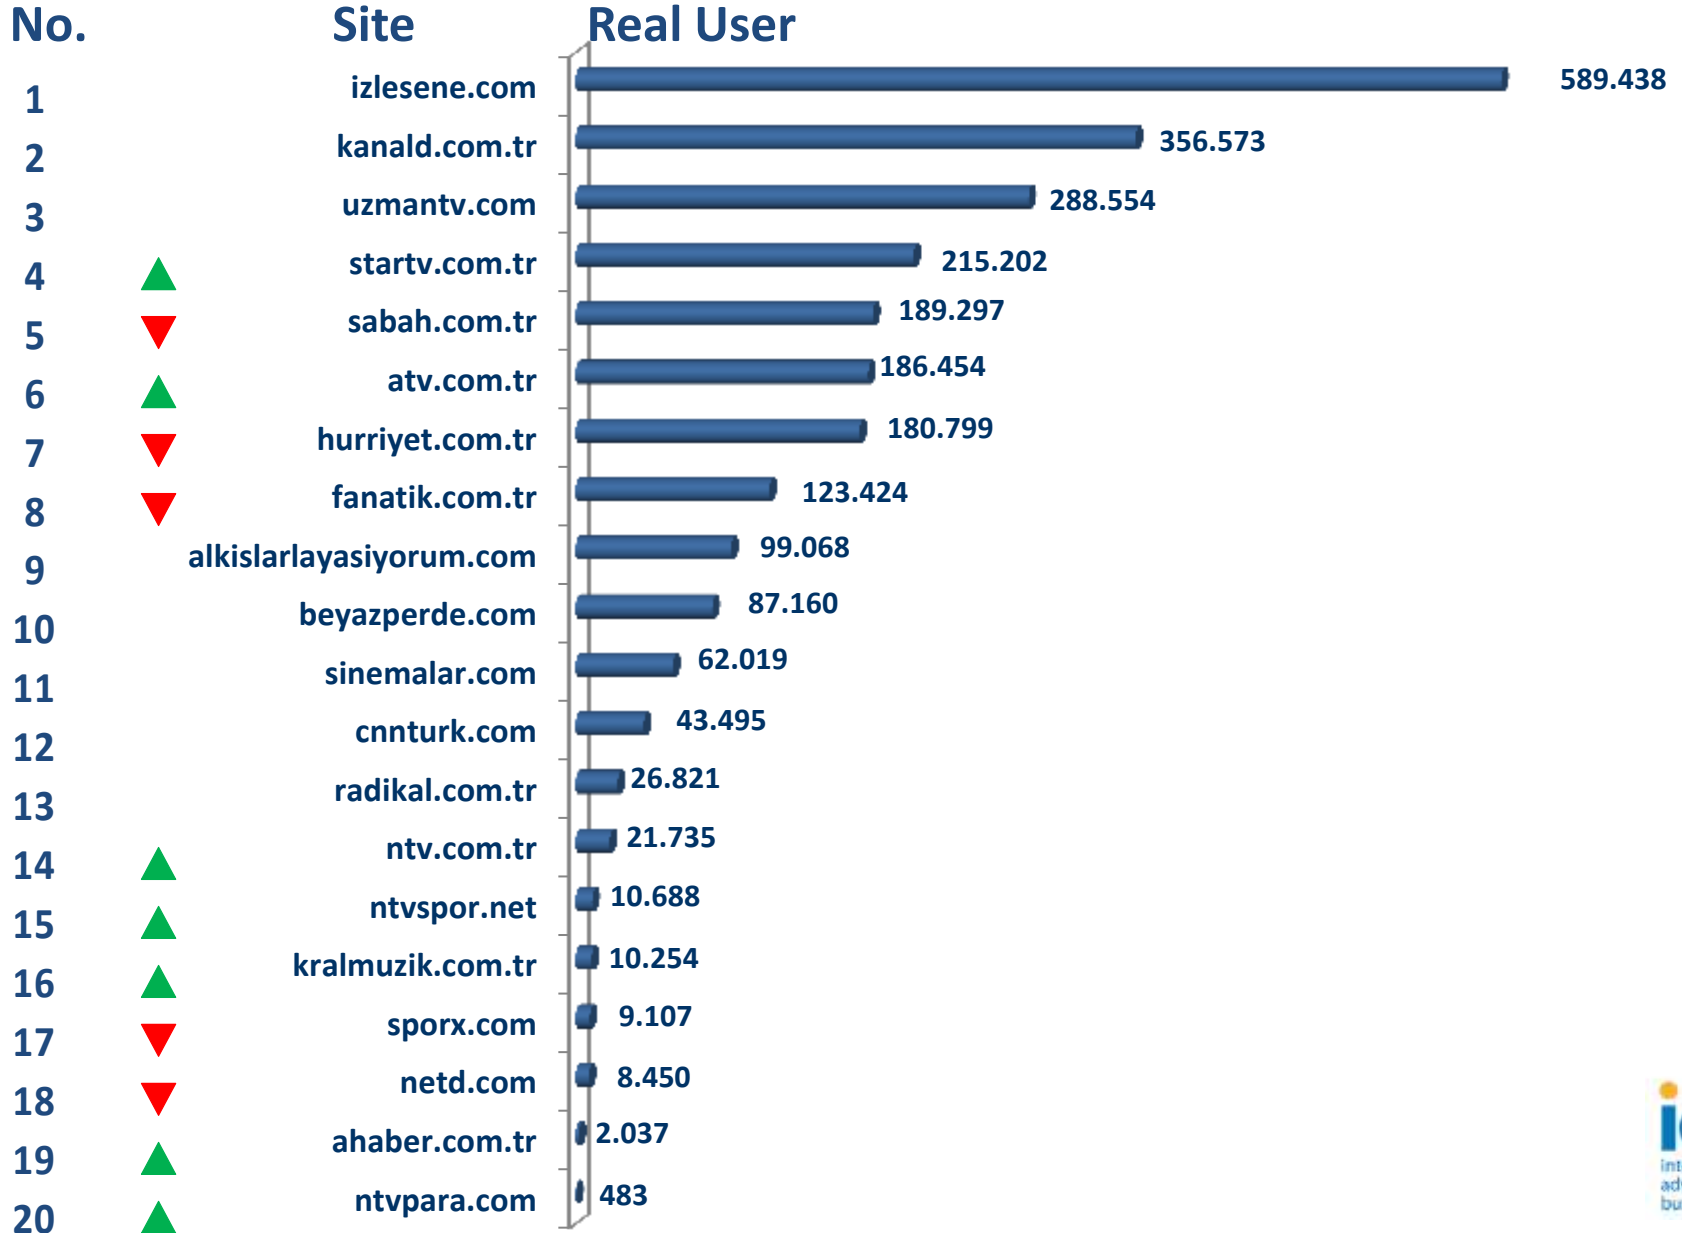 No. Site Real User
1 izlesene.com 589.438
2 kanald.com.tr 356.573
3 uzmantv.com 288.554
4 startv.com.tr 215.202
5 sabah.com.tr 189.297
6 atv.com.tr 186.454
7 hurriyet.com.tr 180.799
8 fanatik.com.tr 123.424
9 alkislarlayasiyorum.com 99.068
10 beyazperde.com 87.160
11 sinemalar.com 62.019
12 cnnturk.com 43.495
13 radikal.com.tr 26.821
14 ntv.com.tr 21.735
15 ntvspor.net 10.688
16 kralmuzik.com.tr 10.254
17 sporx.com 9.107
18 netd.com 8.450
19 ahaber.com.tr 2.037
20 ntvpara.com 483